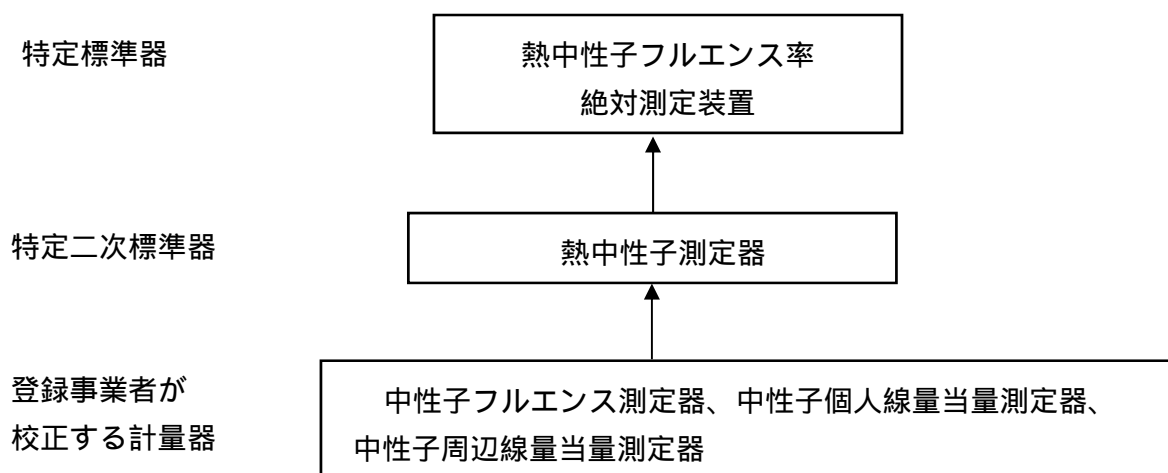 特定標準器
熱中性子フルエンス率
絶対測定装置
特定二次標準器
熱中性子測定器
登録事業者が
校正する計量器
中性子フルエンス測定器、中性子個人線量当量測定器、
中性子周辺線量当量測定器